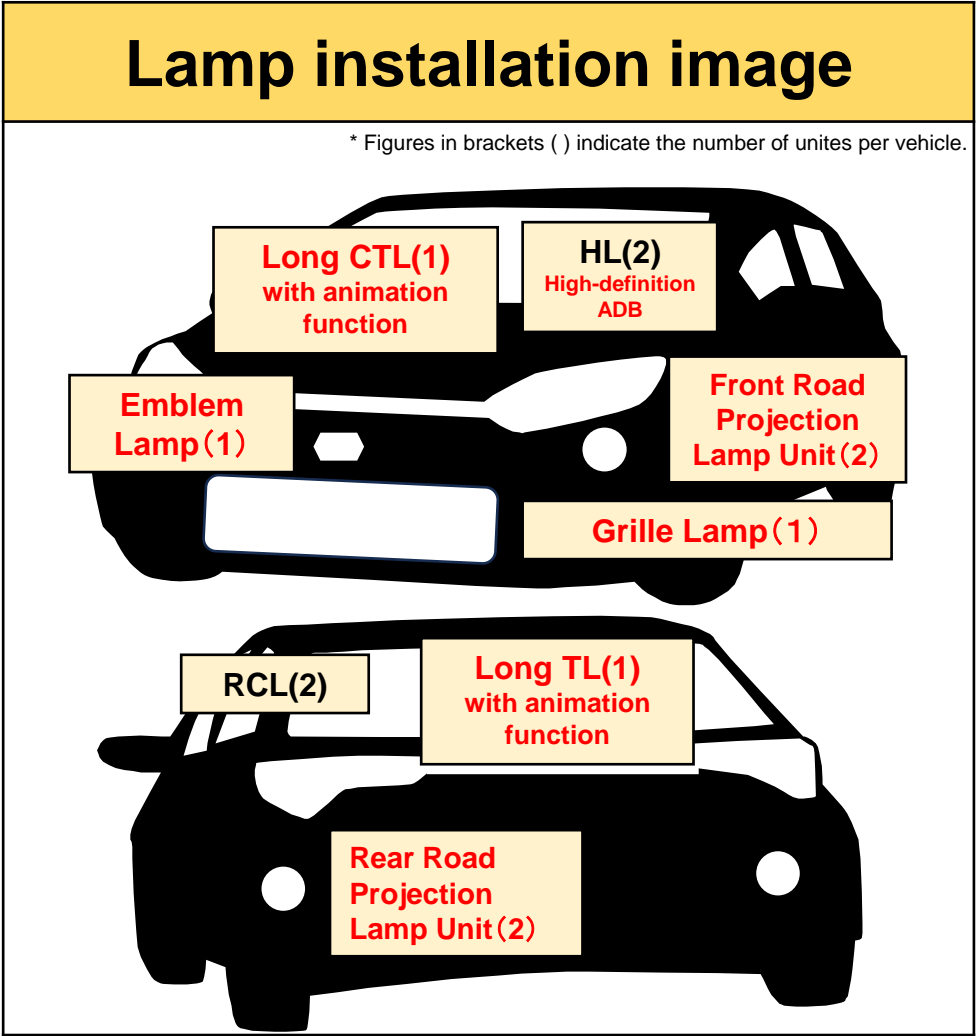 Lamp installation image
* Figures in brackets ( ) indicate the number of unites per vehicle.
Long CTL(1)
with animation
function
HL(2)
High-definition
ADB
Emblem
Lamp（1）
Front Road
Projection
Lamp Unit（2）
Grille Lamp（1）
RCL(2)
Long TL(1)
with animation
function
Rear Road
Projection
Lamp Unit（2）